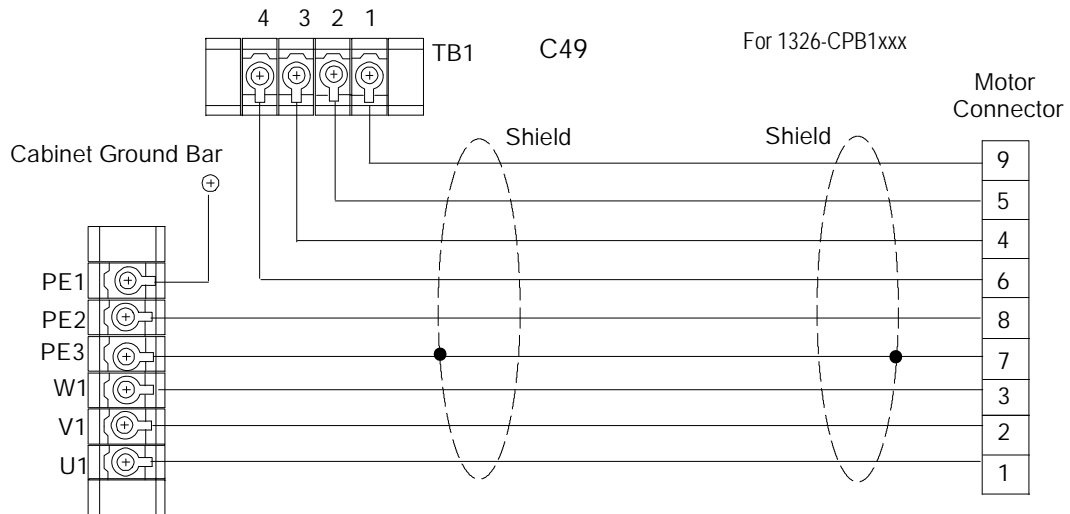 4 3 2 1
TB1
C49
For 1326-CPB1xxx
Motor
Connector
Shield
Shield
Cabinet Ground Bar
9
5
4
6
8
7
3
2
1
PE1
PE2
PE3
W1
V1
U1